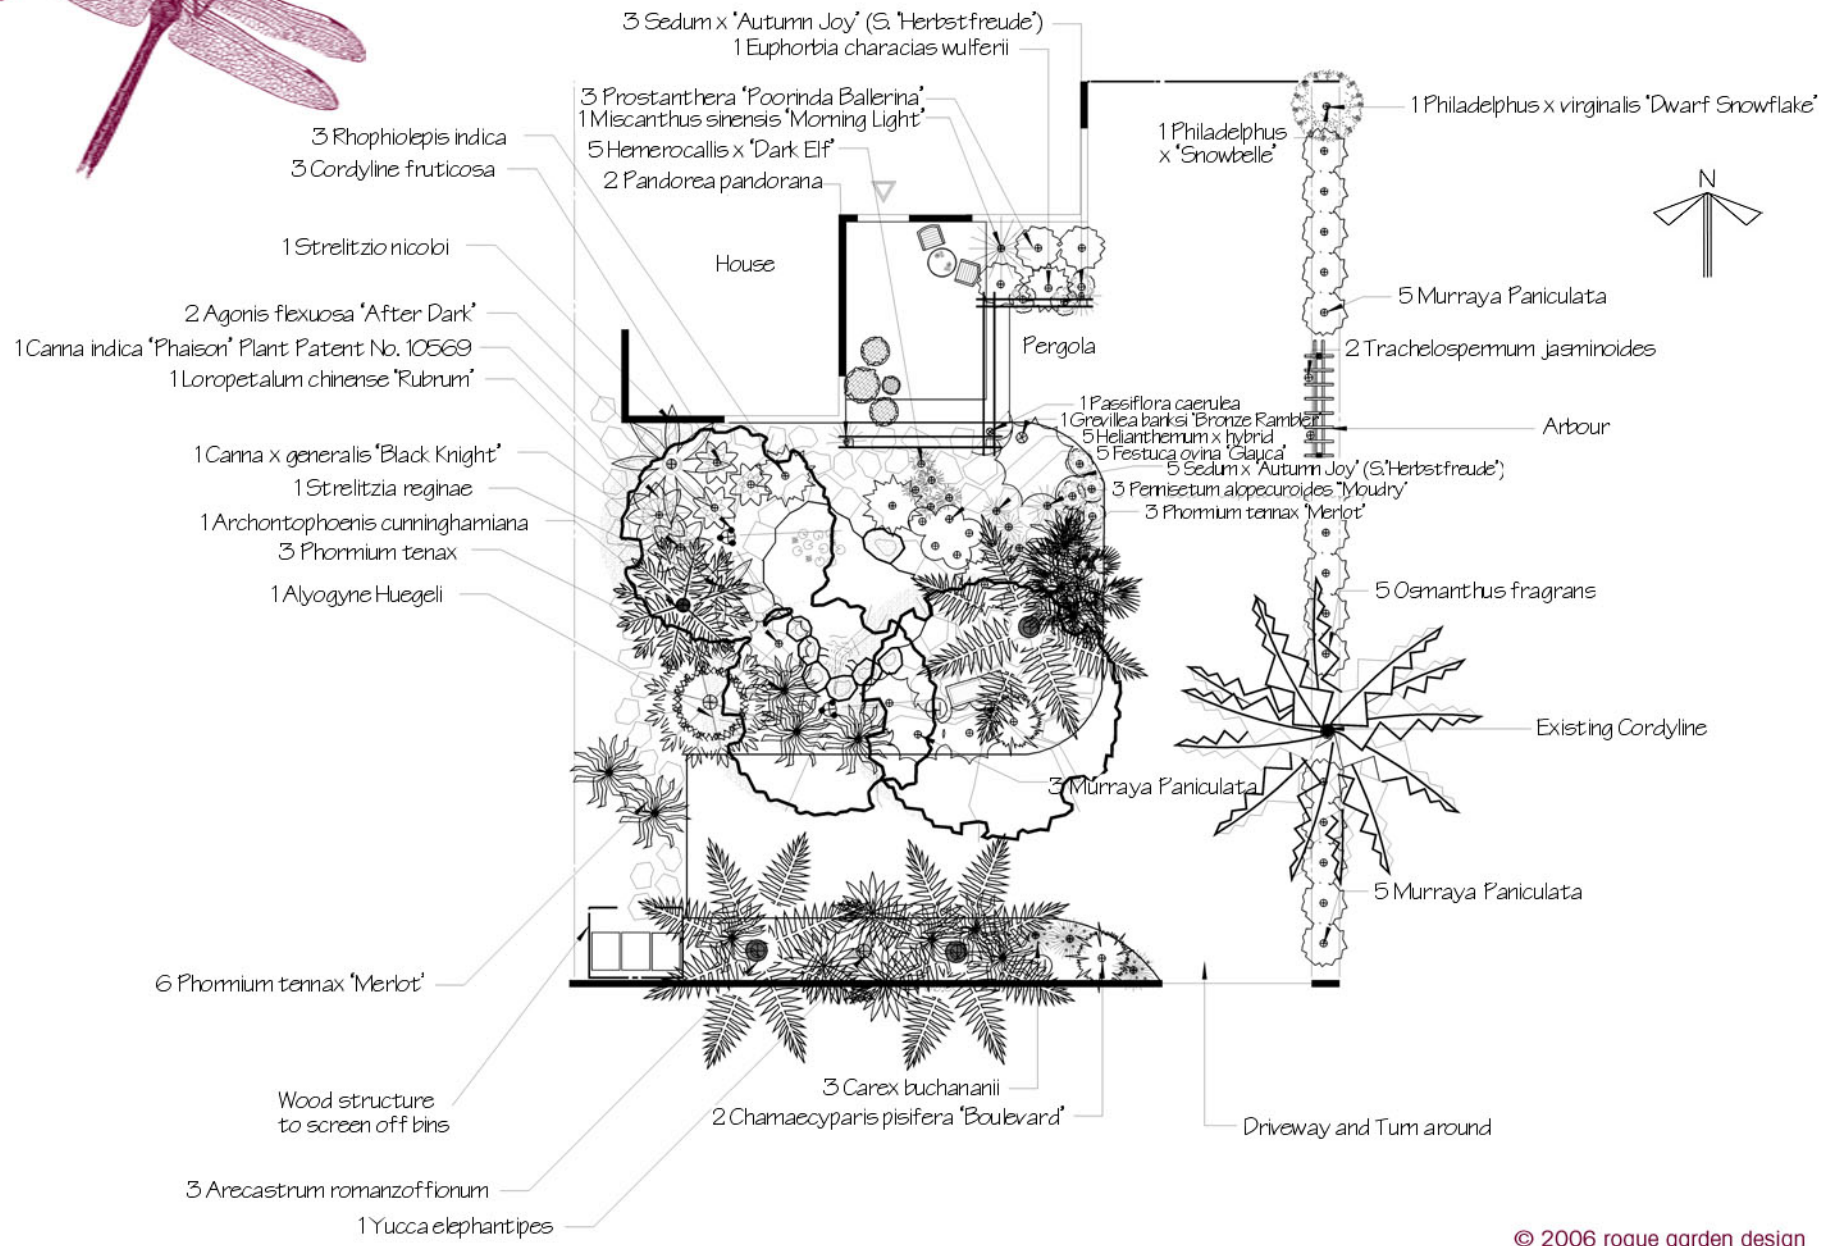 3 Sedum x 'Autumn Joy' (S. 'Herbstfreude')
1 Euphorbia characias wulferii
3 Prostanthera 'Poorinda Ballerina'
1 Miscanthus sinensis 'Morning Light'
5 Hemerocallis x 'Dark Elf'
2 Pandorea pandorana
3 Rhophiolepis indica
3 Cordyline fruticosa
1 Strelitzio nicoloi
2 Agonis flexuosa 'After Dark'
1 Canna indica 'Phaison' Plant Patent No. 10569
1 Loropetalum chinense 'Rubrum'
1 Canna x generalis 'Black Knight'
1 Strelitzia reginae
1 Archontophoenis cunninghamiana
3 Phormium tenax
1 Alyogyne Huegeli
House
Pergola
1 Philadelphus
x 'Snowbelle'
1 Philadelphus x virginalis 'Dwarf Snowflake'
N
5 Murraya Paniculata
2 Trachelospermum jasminoides
Arbour
1 Passiflora caerulea
1 Grevillea banksi 'Bronze Rambler'
5 Helianthemum x hybrid
5 Festuca ovina 'Glauca'
5 Sedum x 'Autumn Joy' (S.'Herbstfreude')
3 Pennisetum alopecuroides 'Moudry'
3 Phormium tennax 'Merlot'
5 Osmanthus fragrans
Existing Cordyline
3 Murraya Paniculata
5 Murraya Paniculata
6 Phormium tennax 'Merlot'
Wood structure
to screen off bins
3 Carex buchananii
2 Chamaecyparis pisifera 'Boulevard'
Driveway and Turn around
3 Arecastrum romanzoffionum
1 Yucca elephantipes
© 2006 rogue garden design